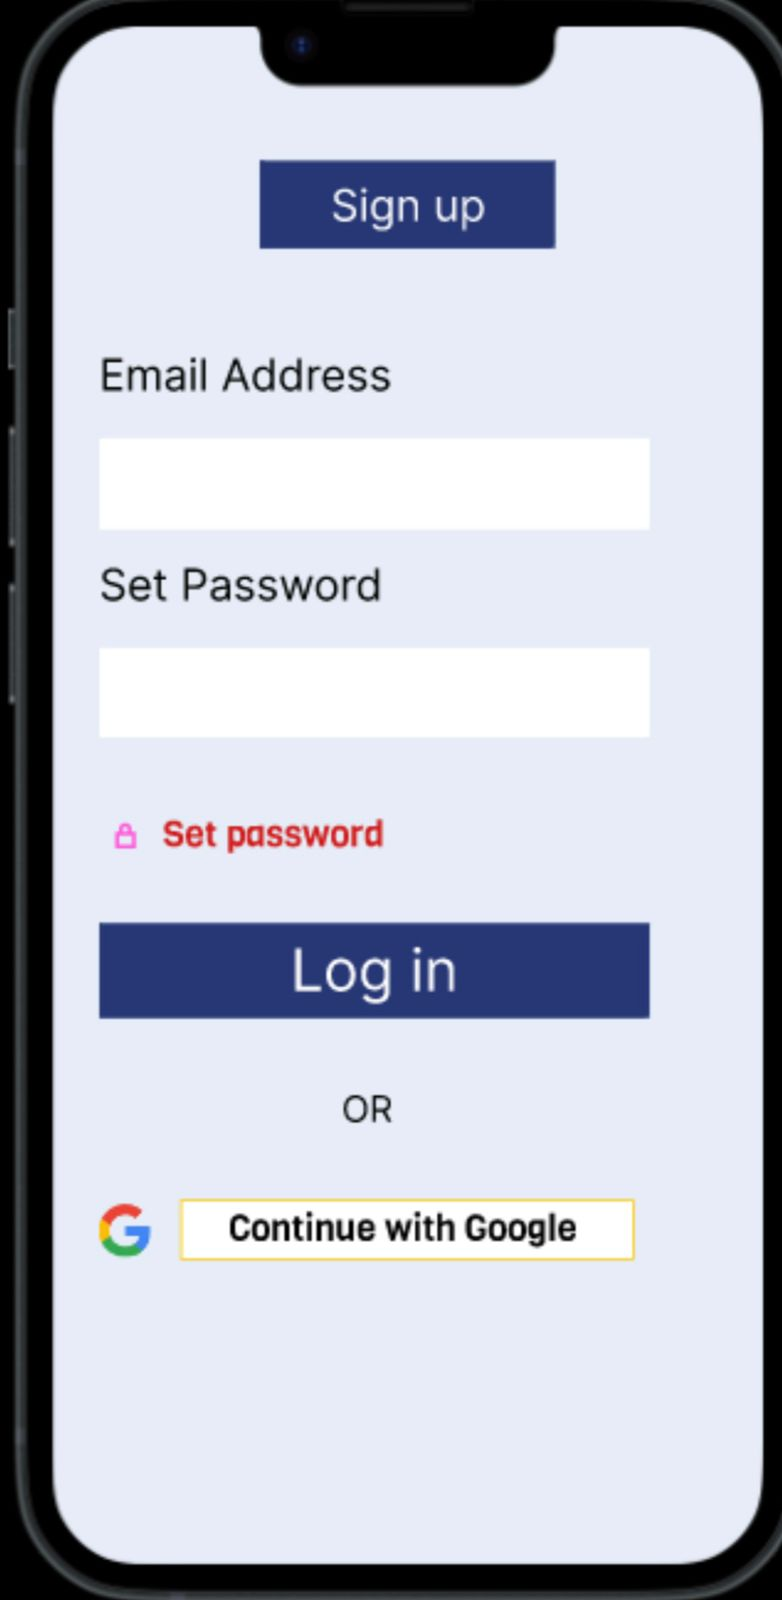 Sign up
Email Address
Set Password
Set password
Log in
OR
Continue with Google